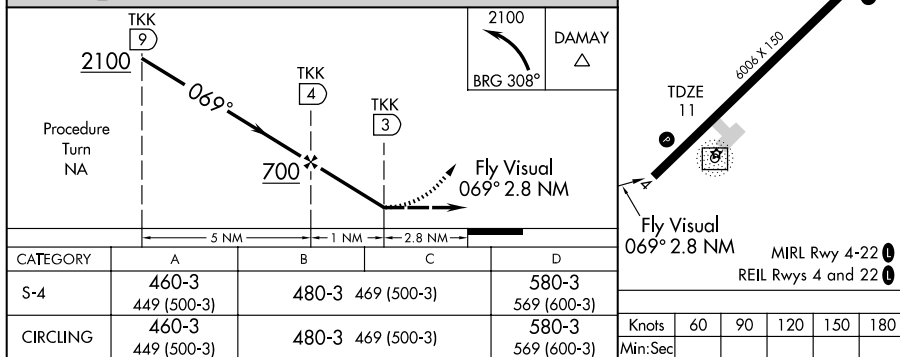 TKK
9
2100
069°
TKK
4
TKK
3
Procedure
Turn
NA
700
2100
BRG 308°
DAMAY
Fly Visual
069° 2.8 NM
5 NM
1 NM
2.8 NM
CATEGORY A B C D
S-4 460-3 449 (500-3) 480-3 469 (500-3) 580-3 569 (600-3)
CIRCLING 460-3 449 (500-3) 480-3 469 (500-3) 580-3 569 (600-3)
6006 X 150
TDZE
11
P
4
Fly Visual
069° 2.8 NM
MIRL Rwy 4-22 L
REIL Rwys 4 and 22 L
Knots 60 90 120 150 180
Min:Sec